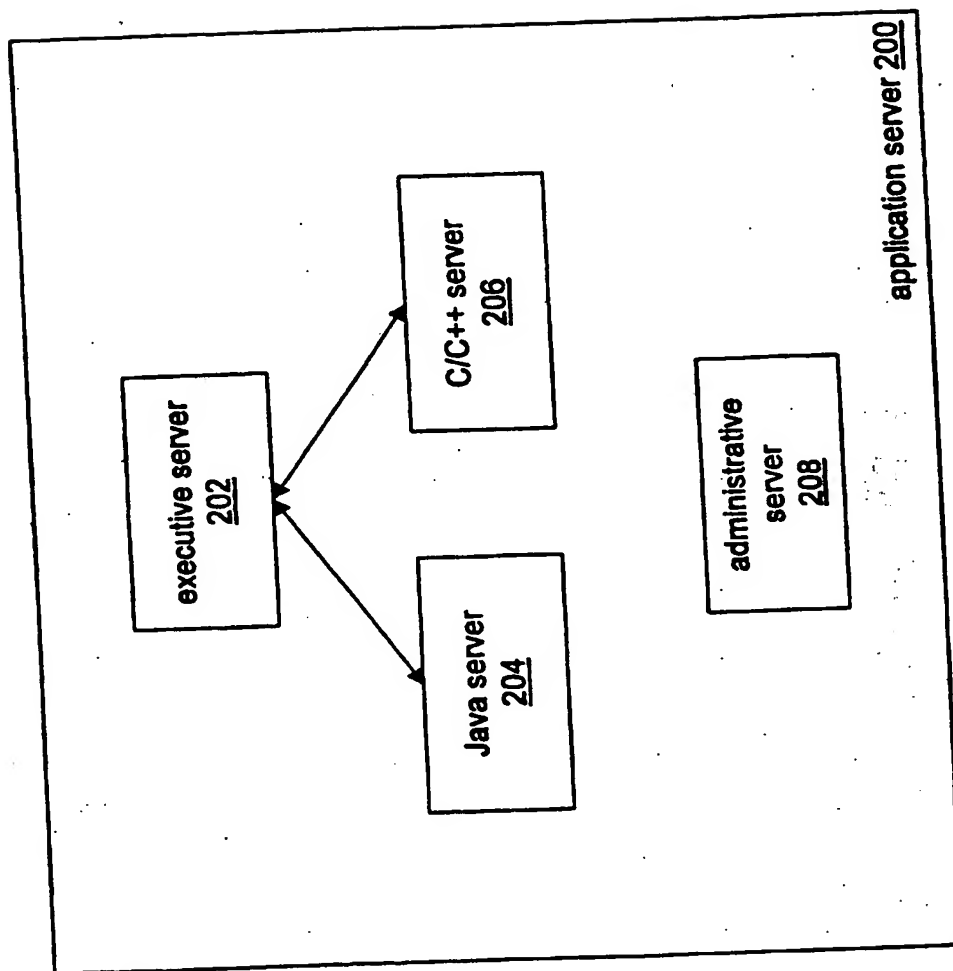 executive server
202
Java server
204
C/C++ server
206
administrative
server
208
application server 200